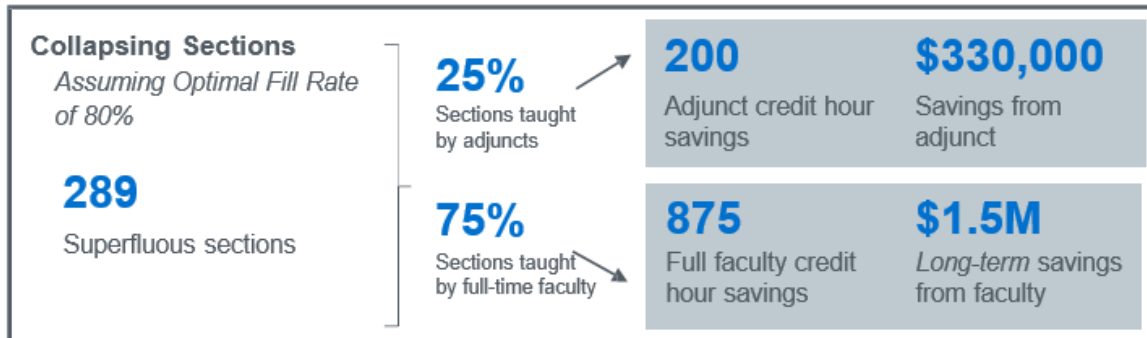 Collapsing Sections
Assuming Optimal Fill Rate
of 80%
289
Superfluous sections
25%
Sections taught
by adjuncts
200
Adjunct credit hour
savings
$330,000
Savings from
adjunct
75%
Sections taught
by full-time faculty
875
Full faculty credit
hour savings
$1.5M
Long-term savings
from faculty